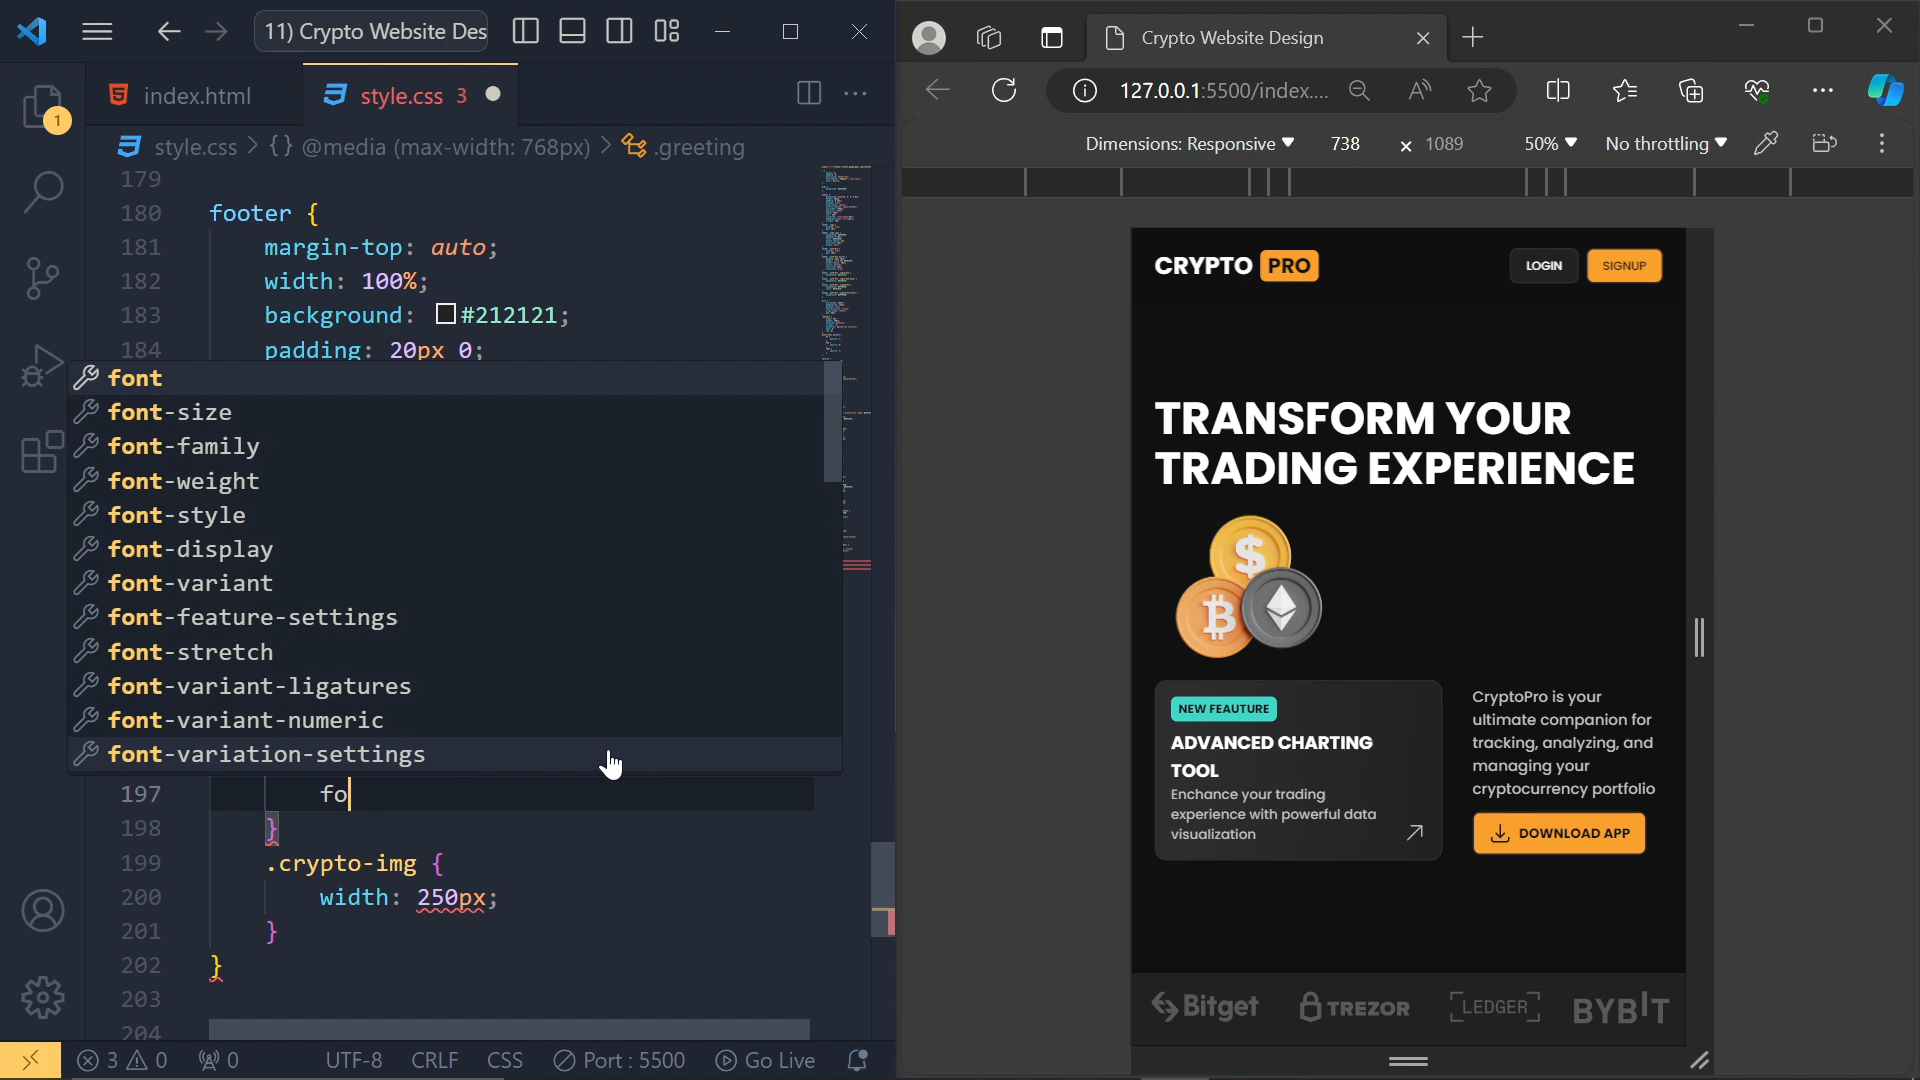 11) Crypto Website Des
index.html
style.css 3
style.css > {} @media (max-width: 768px) > .greeting
179
180 footer {
181 margin-top: auto;
182 width: 100%;
183 background: #212121;
184 padding: 20px 0;
font
font-size
font-family
font-weight
font-style
font-display
font-variant
font-feature-settings
font-stretch
font-variant-ligatures
font-variant-numeric
font-variation-settings
197 fo
198 }
199 .crypto-img {
200 width: 250px;
201 }
202 }
203
204
1
3 0 0 UTF-8 CRLF CSS Port : 5500 Go Live
Crypto Website Design
127.0.0.1:5500/index....
Dimensions: Responsive 738 × 1089 50% No throttling
CRYPTO PRO LOGIN SIGNUP
TRANSFORM YOUR
TRADING EXPERIENCE
NEW FEAUTURE
ADVANCED CHARTING
TOOL
Enchance your trading
experience with powerful data
visualization
CryptoPro is your
ultimate companion for
tracking, analyzing, and
managing your
cryptocurrency portfolio
DOWNLOAD APP
Bitget TREZOR LEDGER BYBIT